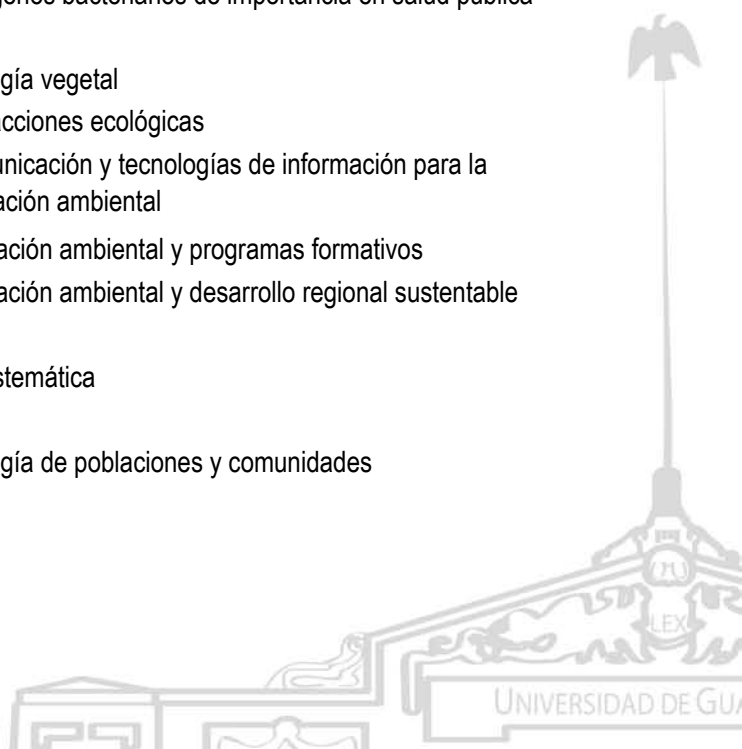 genos bacterianos de importancia en salud pública
gía vegetal
acciones ecológicas
unicación y tecnologías de información para la
ación ambiental
ación ambiental y programas formativos
ación ambiental y desarrollo regional sustentable
stemática
gía de poblaciones y comunidades
LEX
UNIVERSIDAD DE GUA